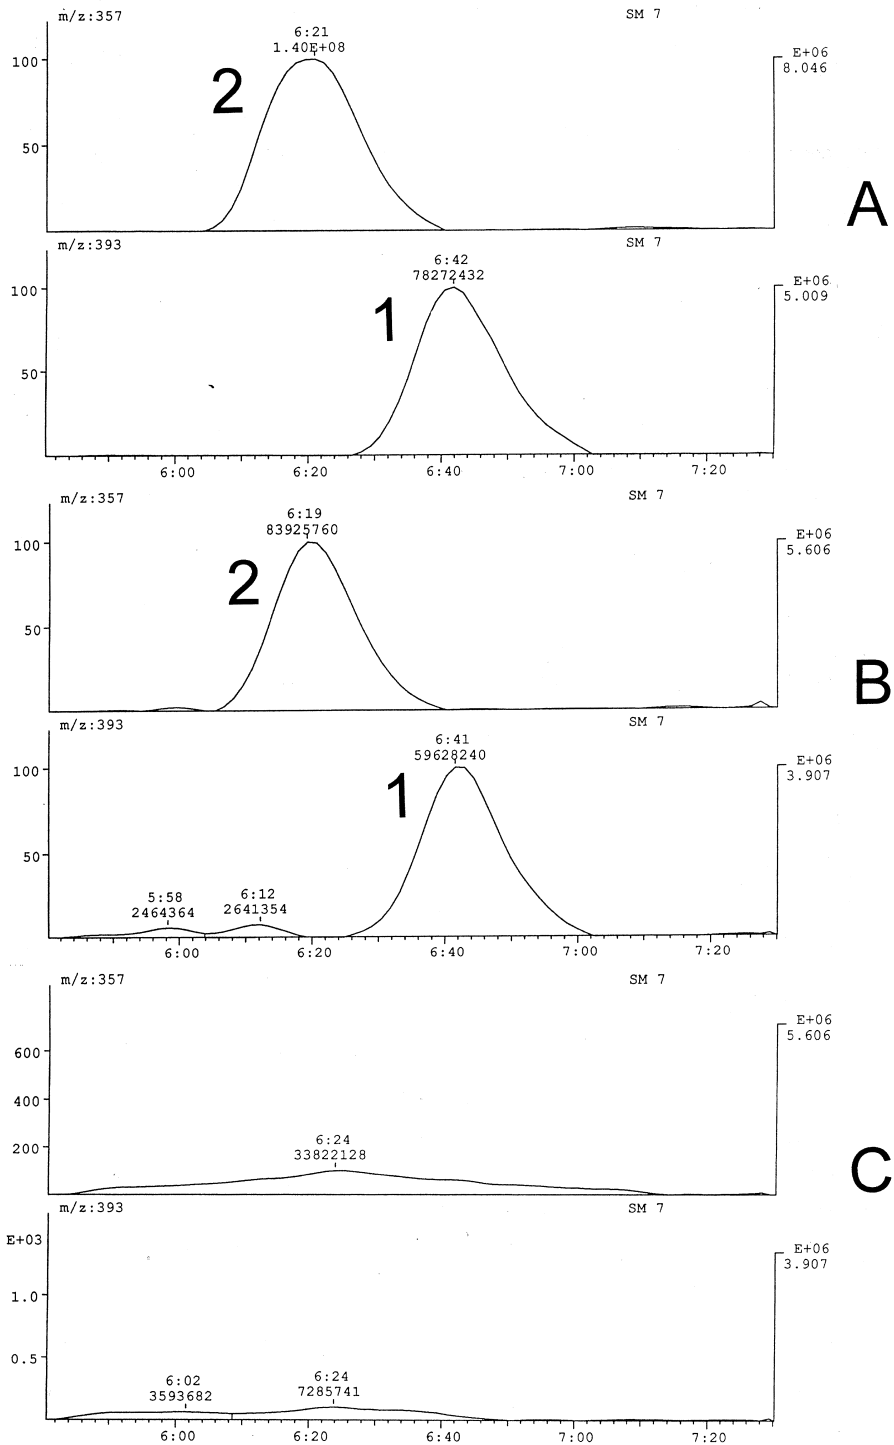 m/z:357 SM 7
6:21
1.40E+08
E+06
8.046
100
2
50
A
m/z:393 SM 7
6:42
78272432
E+06
5.009
100
1
50
6:00 6:20 6:40 7:00 7:20
m/z:357 SM 7
6:19
83925760
E+06
5.606
100
2
50
B
m/z:393 SM 7
6:41
59628240
E+06
3.907
100
1
50
5:58 6:12
2464364 2641354
6:00 6:20 6:40 7:00 7:20
m/z:357 SM 7
E+06
5.606
600
400
200
6:24
33822128
C
m/z:393 SM 7
E+03
E+06
3.907
1.0
0.5
6:02 6:24
3593682 7285741
6:00 6:20 6:40 7:00 7:20